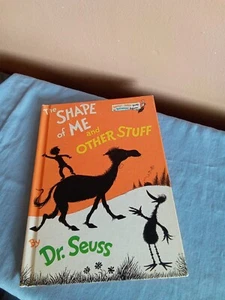 The
SHAPE
of ME
and
OTHER STUFF
By
Dr. Seuss